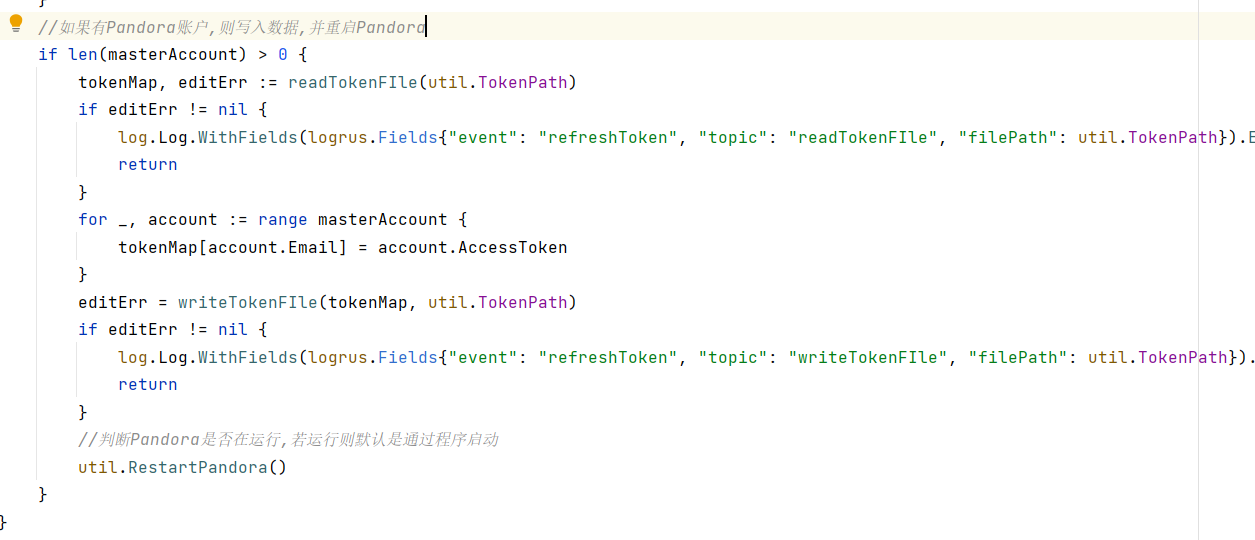 }
//如果有Pandora账户,则写入数据,并重启Pandora
if len(masterAccount) > 0 {
tokenMap, editErr := readTokenFIle(util.TokenPath)
if editErr != nil {
log.Log.WithFields(logrus.Fields{"event": "refreshToken", "topic": "readTokenFIle", "filePath": util.TokenPath}).E
return
}
for _, account := range masterAccount {
tokenMap[account.Email] = account.AccessToken
}
editErr = writeTokenFIle(tokenMap, util.TokenPath)
if editErr != nil {
log.Log.WithFields(logrus.Fields{"event": "refreshToken", "topic": "writeTokenFIle", "filePath": util.TokenPath}).
return
}
//判断Pandora是否在运行,若运行则默认是通过程序启动
util.RestartPandora()
}
}